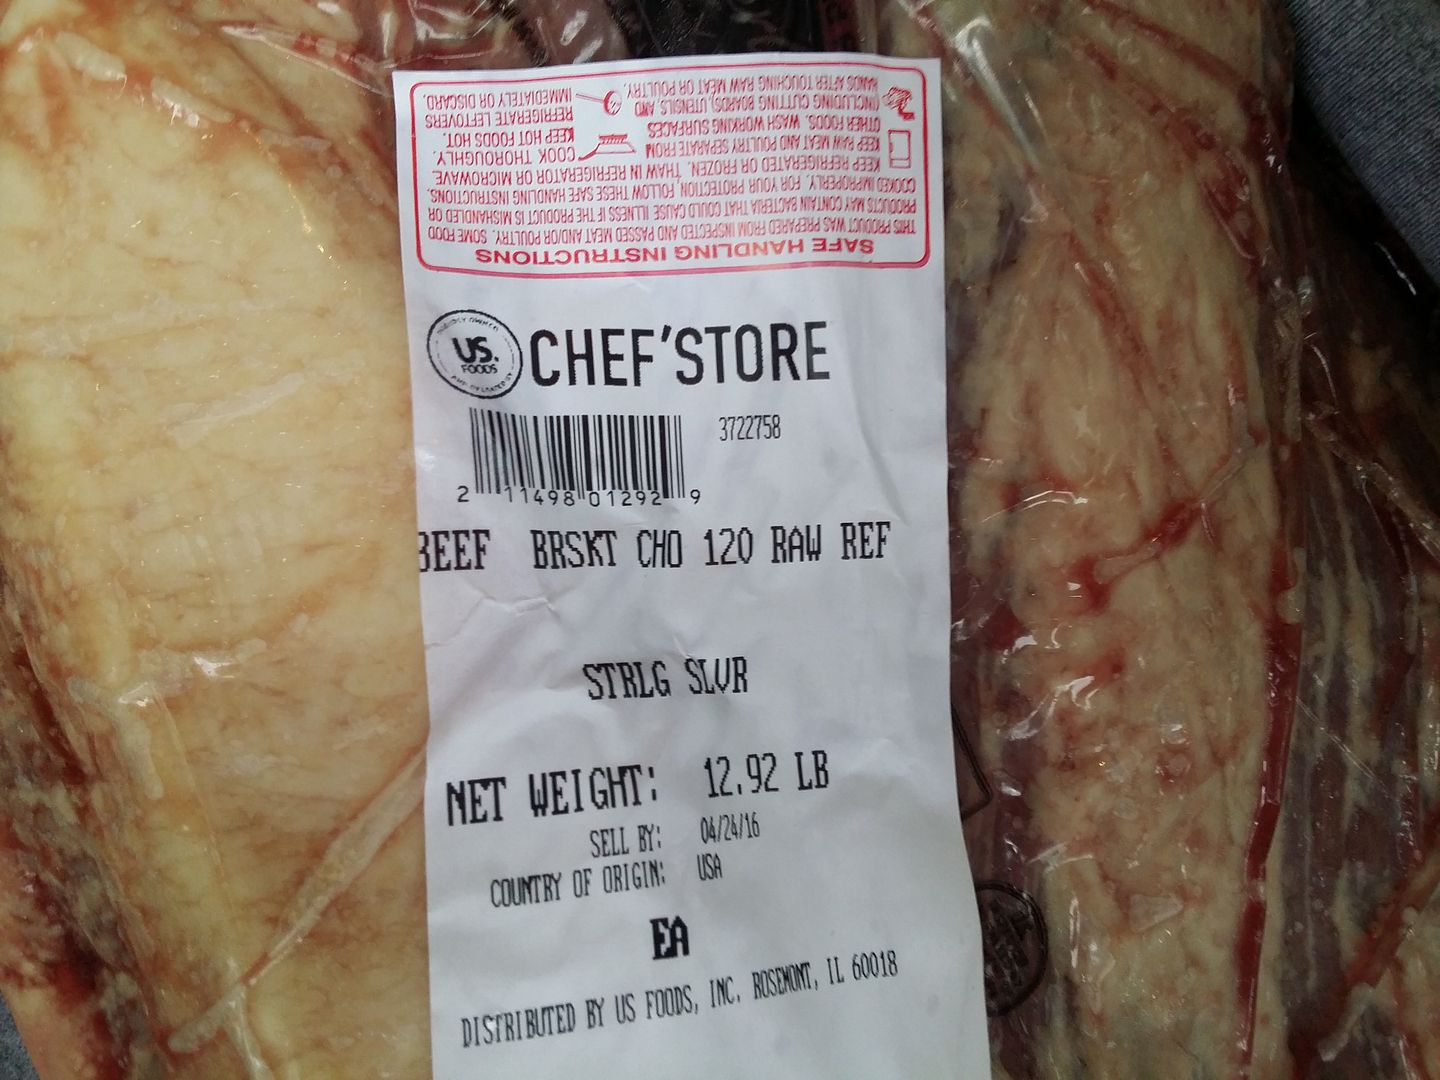 SAFE HANDLING INSTRUCTIONS
THIS PRODUCT WAS PREPARED FROM INSPECTED AND PASSED MEAT AND/OR POULTRY. SOME FOOD
PRODUCTS MAY CONTAIN BACTERIA THAT COULD CAUSE ILLNESS IF THE PRODUCT IS MISHANDLED OR
COOKED IMPROPERLY. FOR YOUR PROTECTION, FOLLOW THESE SAFE HANDLING INSTRUCTIONS.
KEEP REFRIGERATED OR FROZEN. THAW IN REFRIGERATOR OR MICROWAVE.
KEEP RAW MEAT AND POULTRY SEPARATE FROM
OTHER FOODS. WASH WORKING SURFACES
(INCLUDING CUTTING BOARDS), UTENSILS, AND
HANDS AFTER TOUCHING RAW MEAT OR POULTRY.
COOK THOROUGHLY.
KEEP HOT FOODS HOT.
REFRIGERATE LEFTOVERS
IMMEDIATELY OR DISCARD.
US.
FOODS
CHEF'STORE
3722758
2 11498 01292 9
BEEF BRSKT CHO 120 RAW REF
STRLG SLVR
NET WEIGHT: 12.92 LB
SELL BY: 04/24/16
COUNTRY OF ORIGIN: USA
EA
DISTRIBUTED BY US FOODS, INC. ROSEMONT, IL 60018